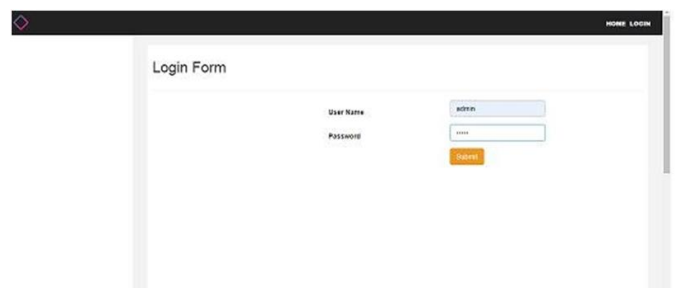 HOME LOGIN
Login Form
User Name admin
Password •••••
Submit